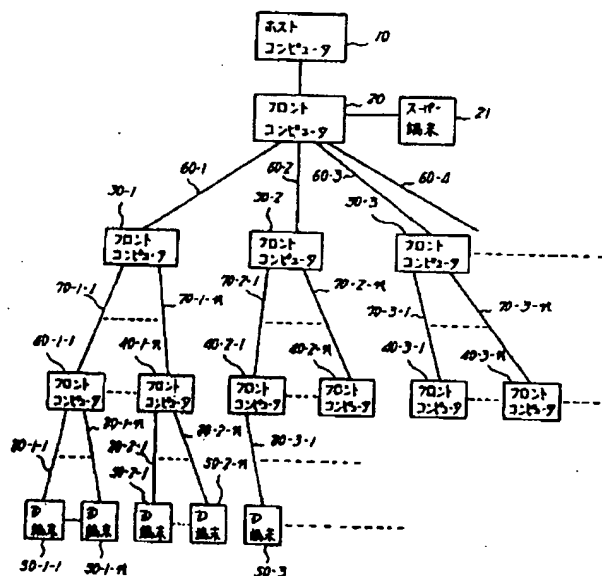 ホスト
コンピュータ
10
フロント
コンピュータ
20
スーパー
端末
21
60-1
60-2
60-3
60-4
30-1
フロント
コンピュータ
30-2
フロント
コンピュータ
30-3
フロント
コンピュータ
70-1-1
70-1-n
70-2-1
70-2-n
70-3-1
70-3-n
40-1-1
フロント
コンピュータ
40-1-n
フロント
コンピュータ
40-2-1
フロント
コンピュータ
40-2-n
フロント
コンピュータ
40-3-1
フロント
コンピュータ
40-3-n
フロント
コンピュータ
80-1-1
80-1-n
80-2-1
80-2-n
80-3-1
50-2-1
50-2-n
D
端末
D
端末
D
端末
D
端末
D
端末
50-1-1
50-1-n
50-3